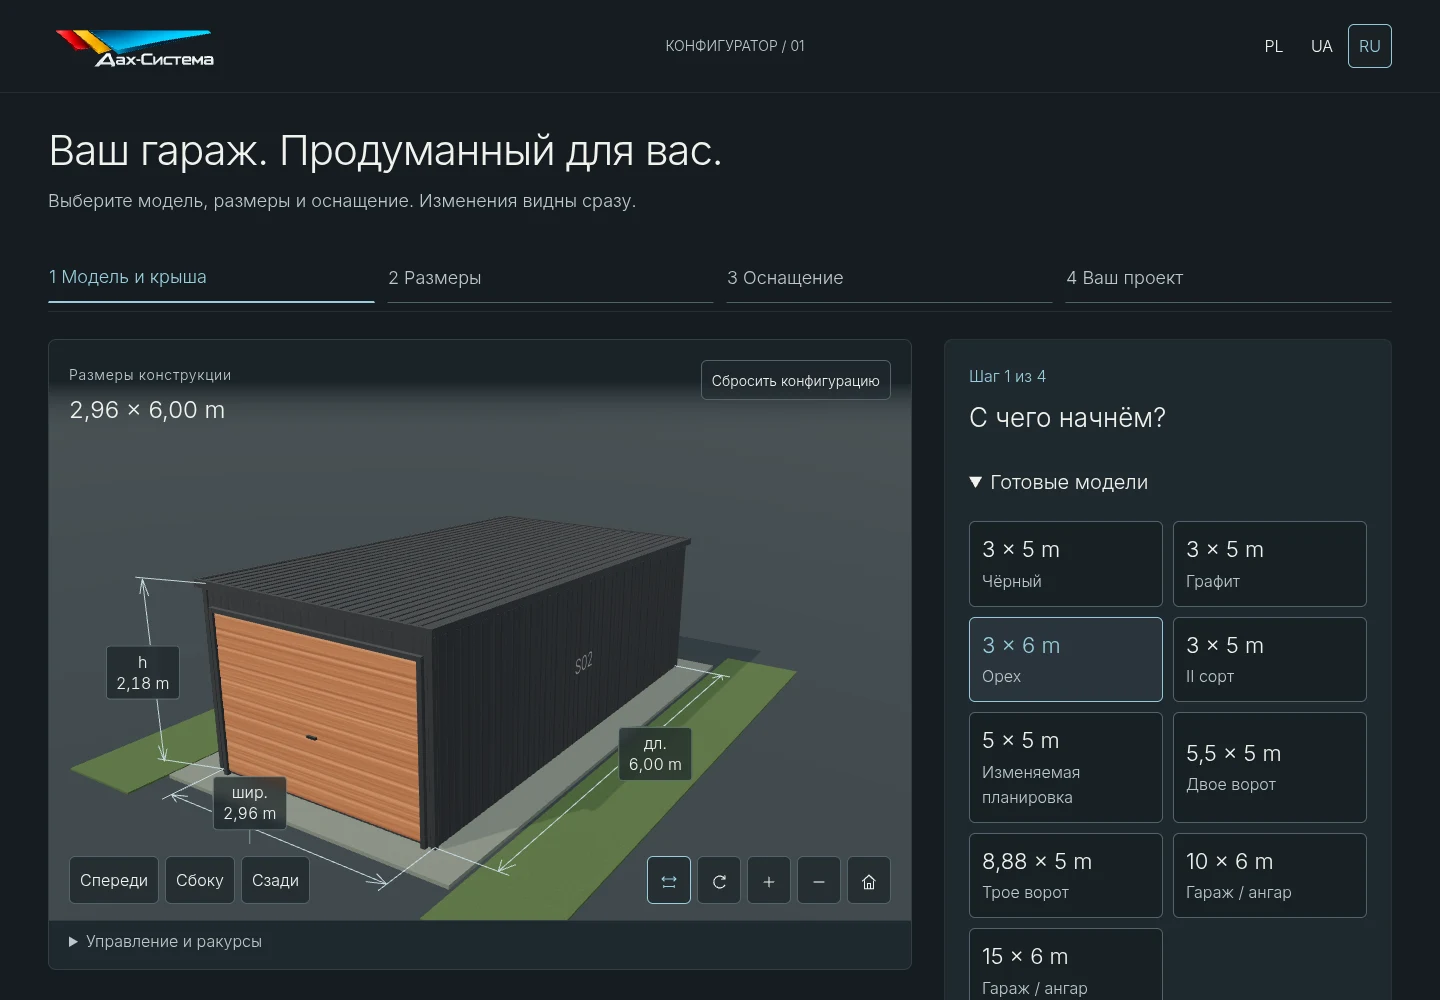 Дах-Система
КОНФИГУРАТОР / 01
PL
UA
RU
Ваш гараж. Продуманный для вас.
Выберите модель, размеры и оснащение. Изменения видны сразу.
1 Модель и крыша
2 Размеры
3 Оснащение
4 Ваш проект
Размеры конструкции
2,96 × 6,00 m
Сбросить конфигурацию
h
2,18 m
S02
дл.
6,00 m
шир.
2,96 m
Спереди
Сбоку
Сзади
Управление и ракурсы
Шаг 1 из 4
С чего начнём?
Готовые модели
3 × 5 m
Чёрный
3 × 5 m
Графит
3 × 6 m
Орех
3 × 5 m
II сорт
5 × 5 m
Изменяемая
планировка
5,5 × 5 m
Двое ворот
8,88 × 5 m
Трое ворот
10 × 6 m
Гараж / ангар
15 × 6 m
Гараж / ангар